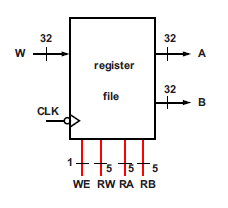 32 32
W A
register
32
file B
CLK
1 5 5 5
WE RW RA RB